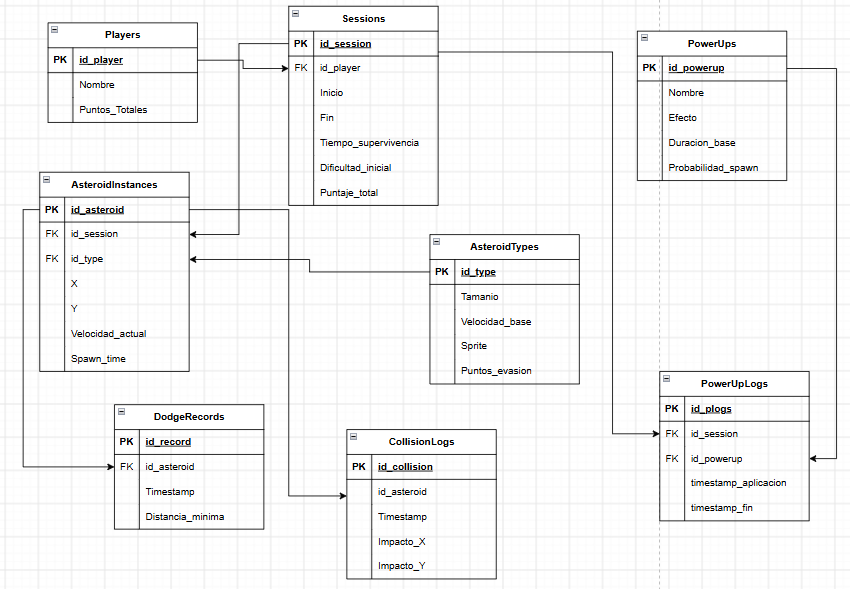 Players
PK id_player
Nombre
Puntos_Totales
Sessions
PK id_session
FK id_player
Inicio
Fin
Tiempo_supervivencia
Dificultad_inicial
Puntaje_total
PowerUps
PK id_powerup
Nombre
Efecto
Duracion_base
Probabilidad_spawn
AsteroidInstances
PK id_asteroid
FK id_session
FK id_type
X
Y
Velocidad_actual
Spawn_time
AsteroidTypes
PK id_type
Tamanio
Velocidad_base
Sprite
Puntos_evasion
PowerUpLogs
PK id_plogs
FK id_session
FK id_powerup
timestamp_aplicacion
timestamp_fin
DodgeRecords
PK id_record
FK id_asteroid
Timestamp
Distancia_minima
CollisionLogs
PK id_collision
id_asteroid
Timestamp
Impacto_X
Impacto_Y